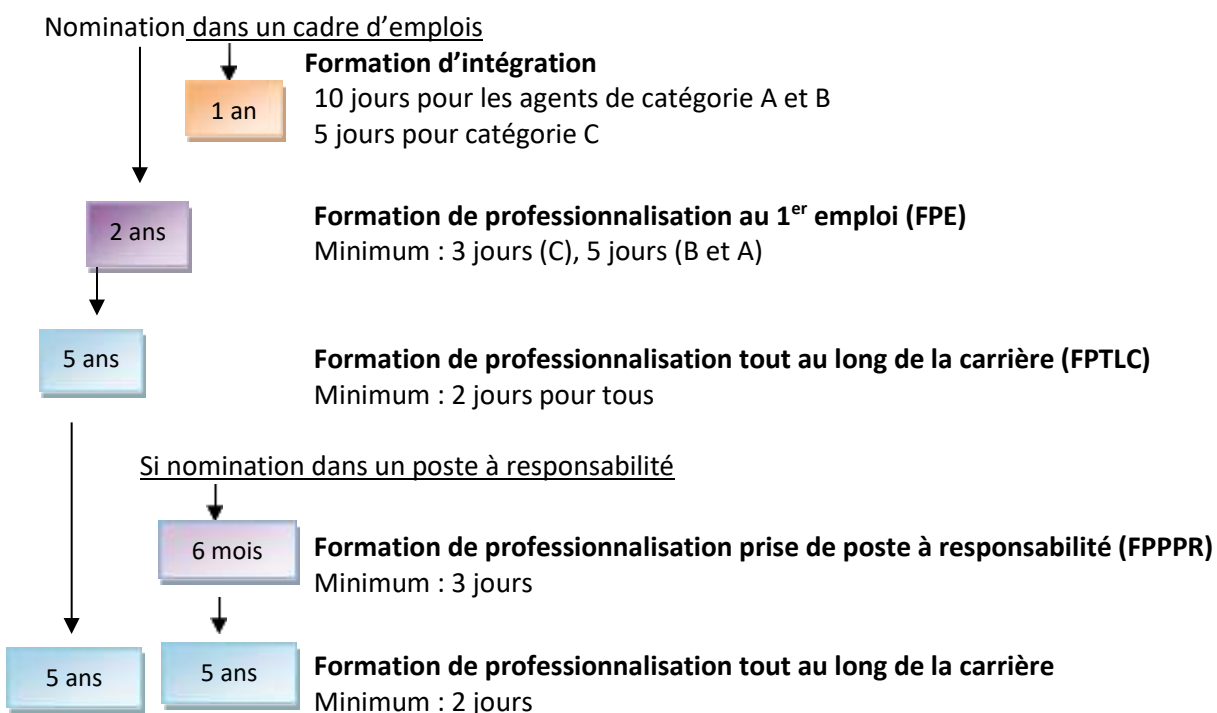 Nomination dans un cadre d’emplois
Formation d’intégration
1 an
10 jours pour les agents de catégorie A et B
5 jours pour catégorie C
2 ans
Formation de professionnalisation au 1er emploi (FPE)
Minimum : 3 jours (C), 5 jours (B et A)
5 ans
Formation de professionnalisation tout au long de la carrière (FPTLC)
Minimum : 2 jours pour tous
Si nomination dans un poste à responsabilité
6 mois
Formation de professionnalisation prise de poste à responsabilité (FPPPR)
Minimum : 3 jours
5 ans
5 ans
Formation de professionnalisation tout au long de la carrière
Minimum : 2 jours